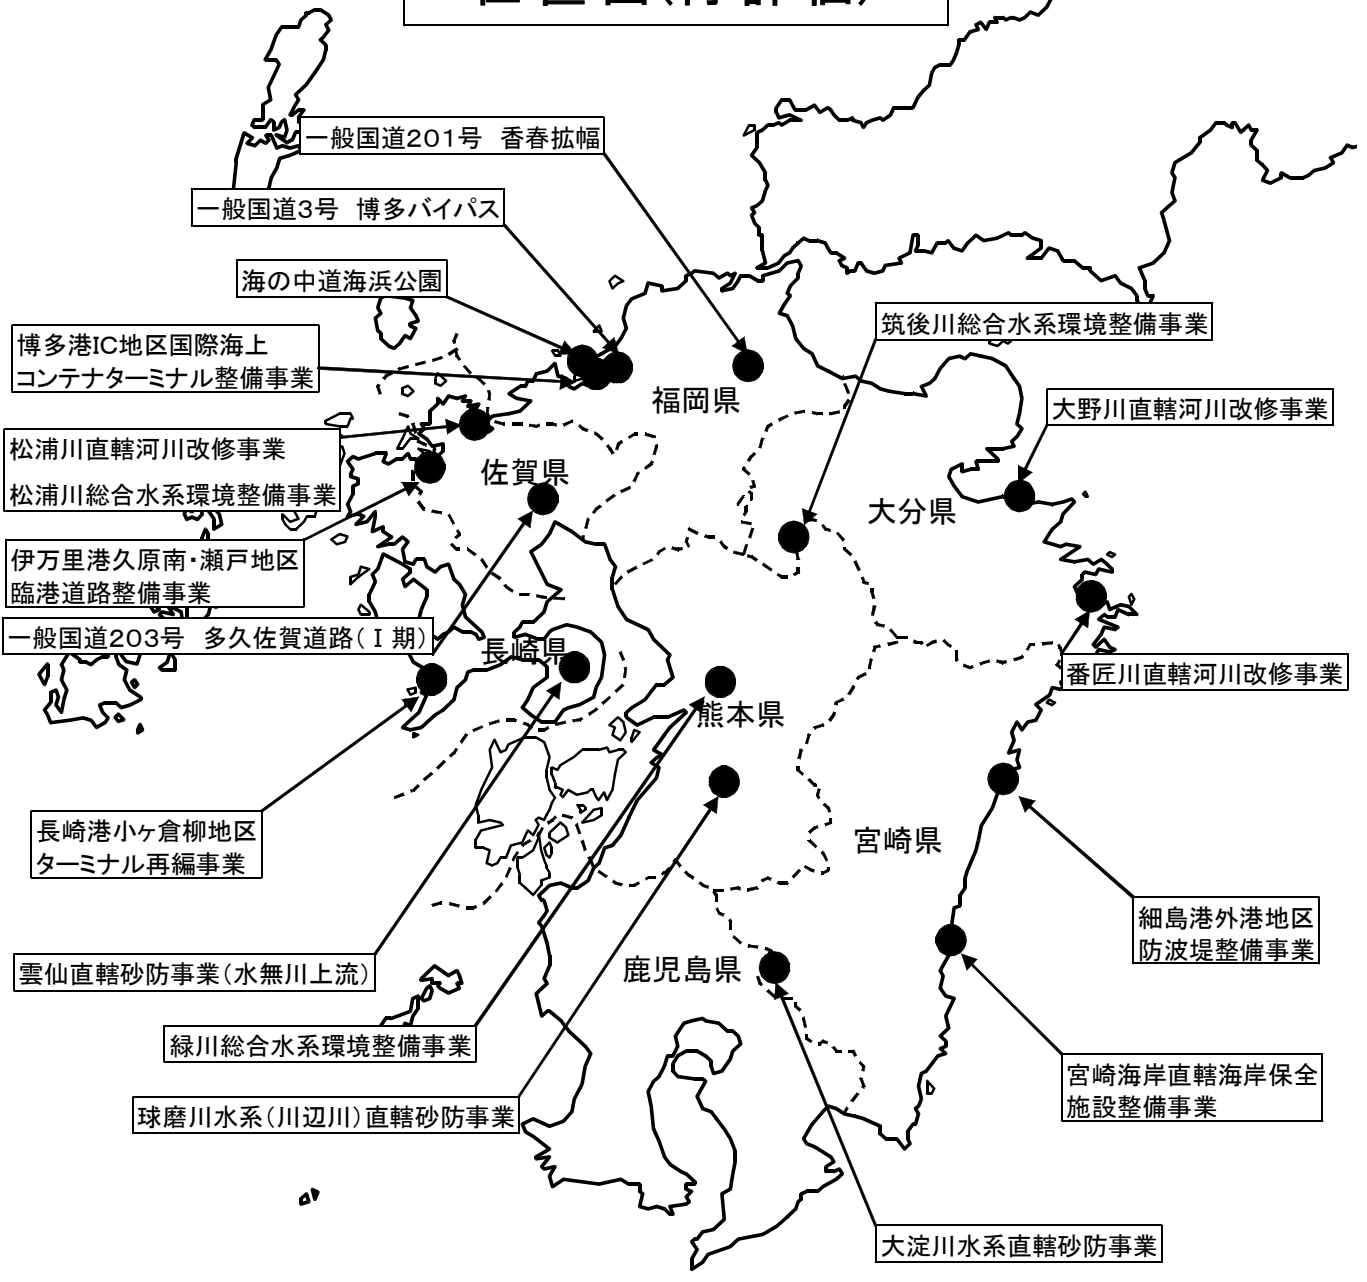 位置図(再評価)
一般国道201号　香春拡幅
一般国道3号　博多バイパス
海の中道海浜公園
筑後川総合水系環境整備事業
博多港IC地区国際海上
コンテナターミナル整備事業
福岡県
大野川直轄河川改修事業
松浦川直轄河川改修事業
松浦川総合水系環境整備事業
佐賀県
大分県
伊万里港久原南・瀬戸地区
臨港道路整備事業
一般国道203号　多久佐賀道路(Ⅰ期)
長崎県
番匠川直轄河川改修事業
熊本県
長崎港小ヶ倉柳地区
ターミナル再編事業
宮崎県
細島港外港地区
防波堤整備事業
雲仙直轄砂防事業(水無川上流)
鹿児島県
緑川総合水系環境整備事業
宮崎海岸直轄海岸保全
施設整備事業
球磨川水系(川辺川)直轄砂防事業
大淀川水系直轄砂防事業